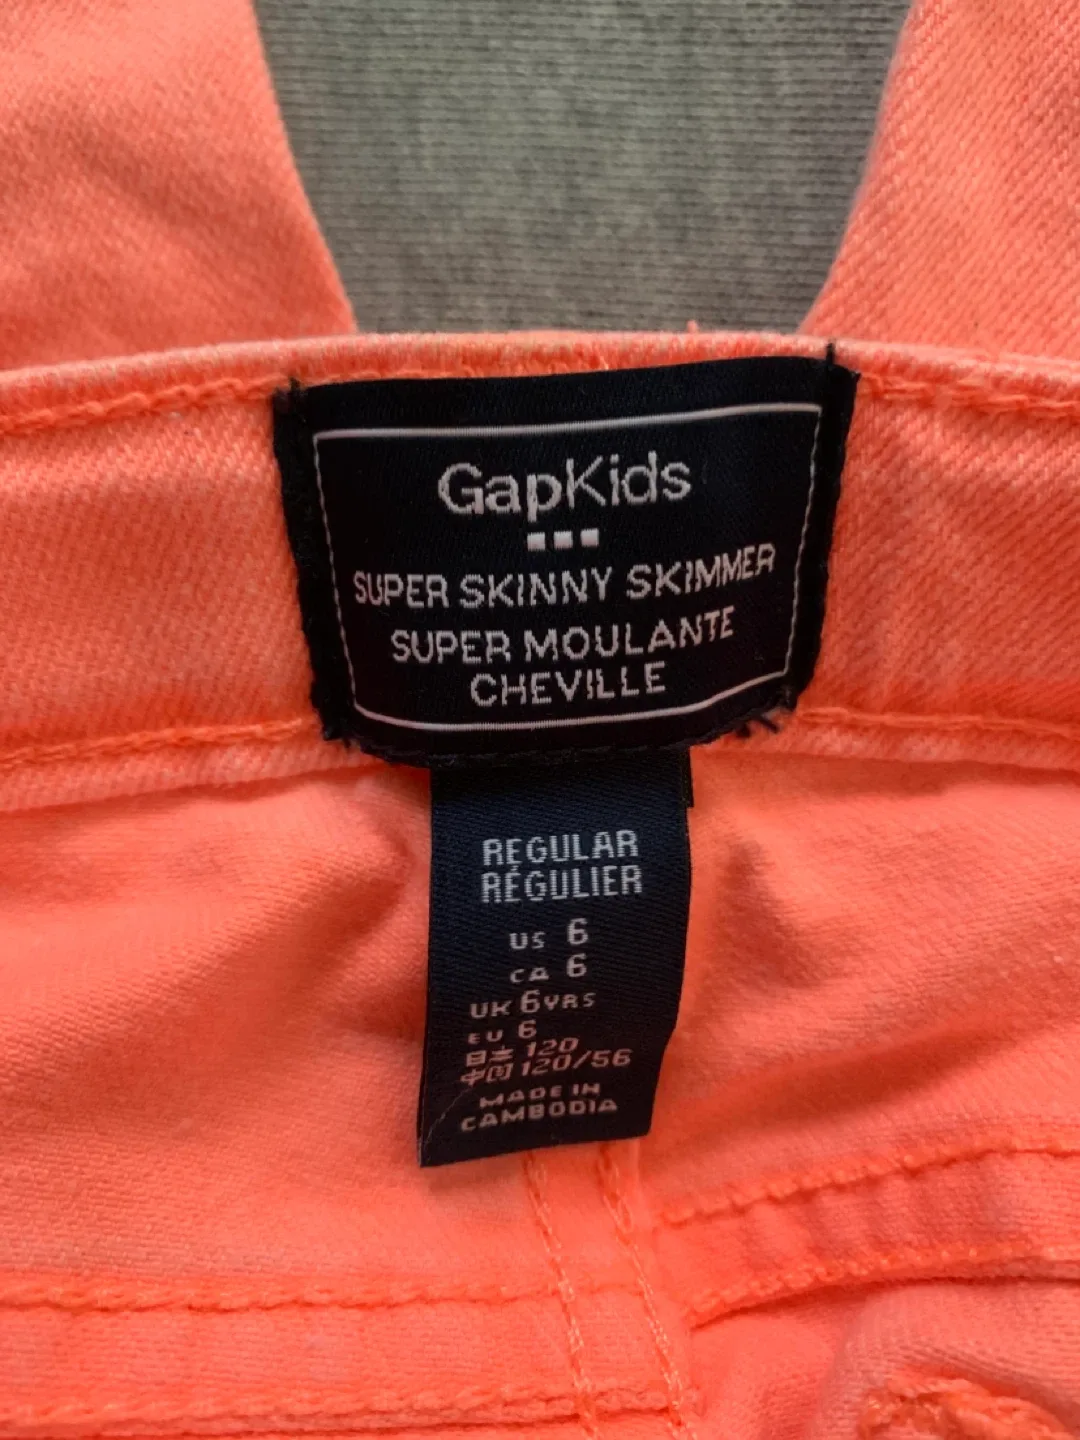 GapKids
SUPER SKINNY SKIMMER
SUPER MOULANTE
CHEVILLE
REGULAR
RÉGULIER
US 6
CA 6
UK 6YRS
EU 6
日本 120
中国 120/56
MADE IN
CAMBODIA